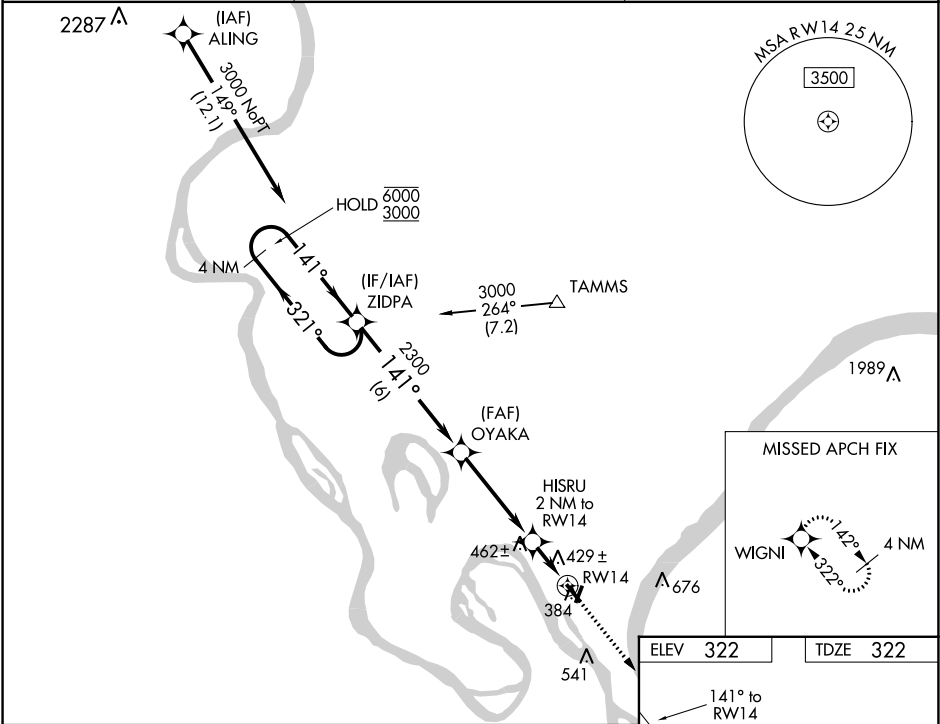 2287
(IAF)
ALING
3000 NoPT
149°
(12.1)
MSA RW14 25 NM
3500
HOLD 6000
3000
4 NM
141°
321°
(IF/IAF)
ZIDPA
TAMMS
3000
264°
(7.2)
2300
141°
(6)
1989
(FAF)
OYAKA
MISSED APCH FIX
WIGNI
142°
322°
4 NM
HISRU
2 NM to
RW14
462±
429±
RW14
384
676
541
ELEV 322
TDZE 322
141° to
RW14